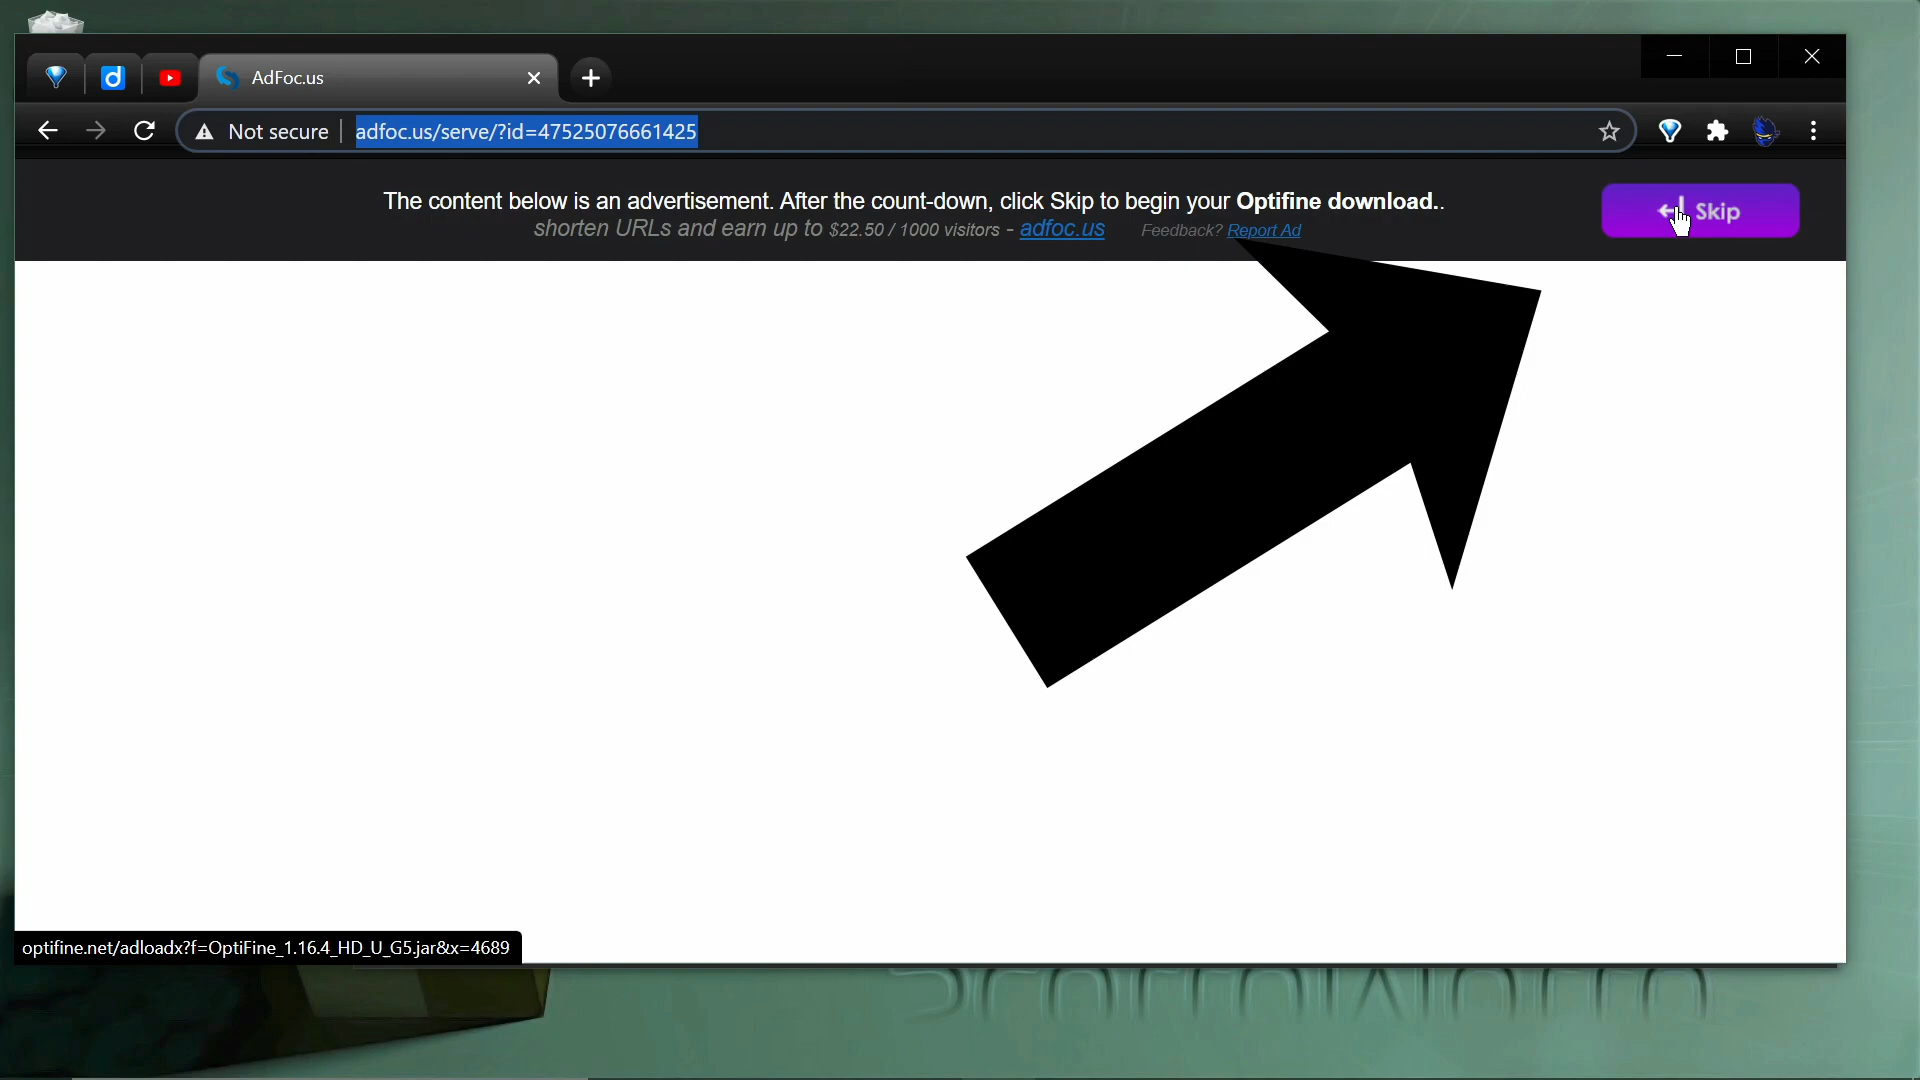 AdFoc.us
Not secure
adfoc.us/serve/?id=47525076661425
The content below is an advertisement. After the count-down, click Skip to begin your Optifine download..
shorten URLs and earn up to $22.50 / 1000 visitors - adfoc.us Feedback? Report Ad
Skip
optifine.net/adloadx?f=OptiFine_1.16.4_HD_U_G5.jar&x=4689